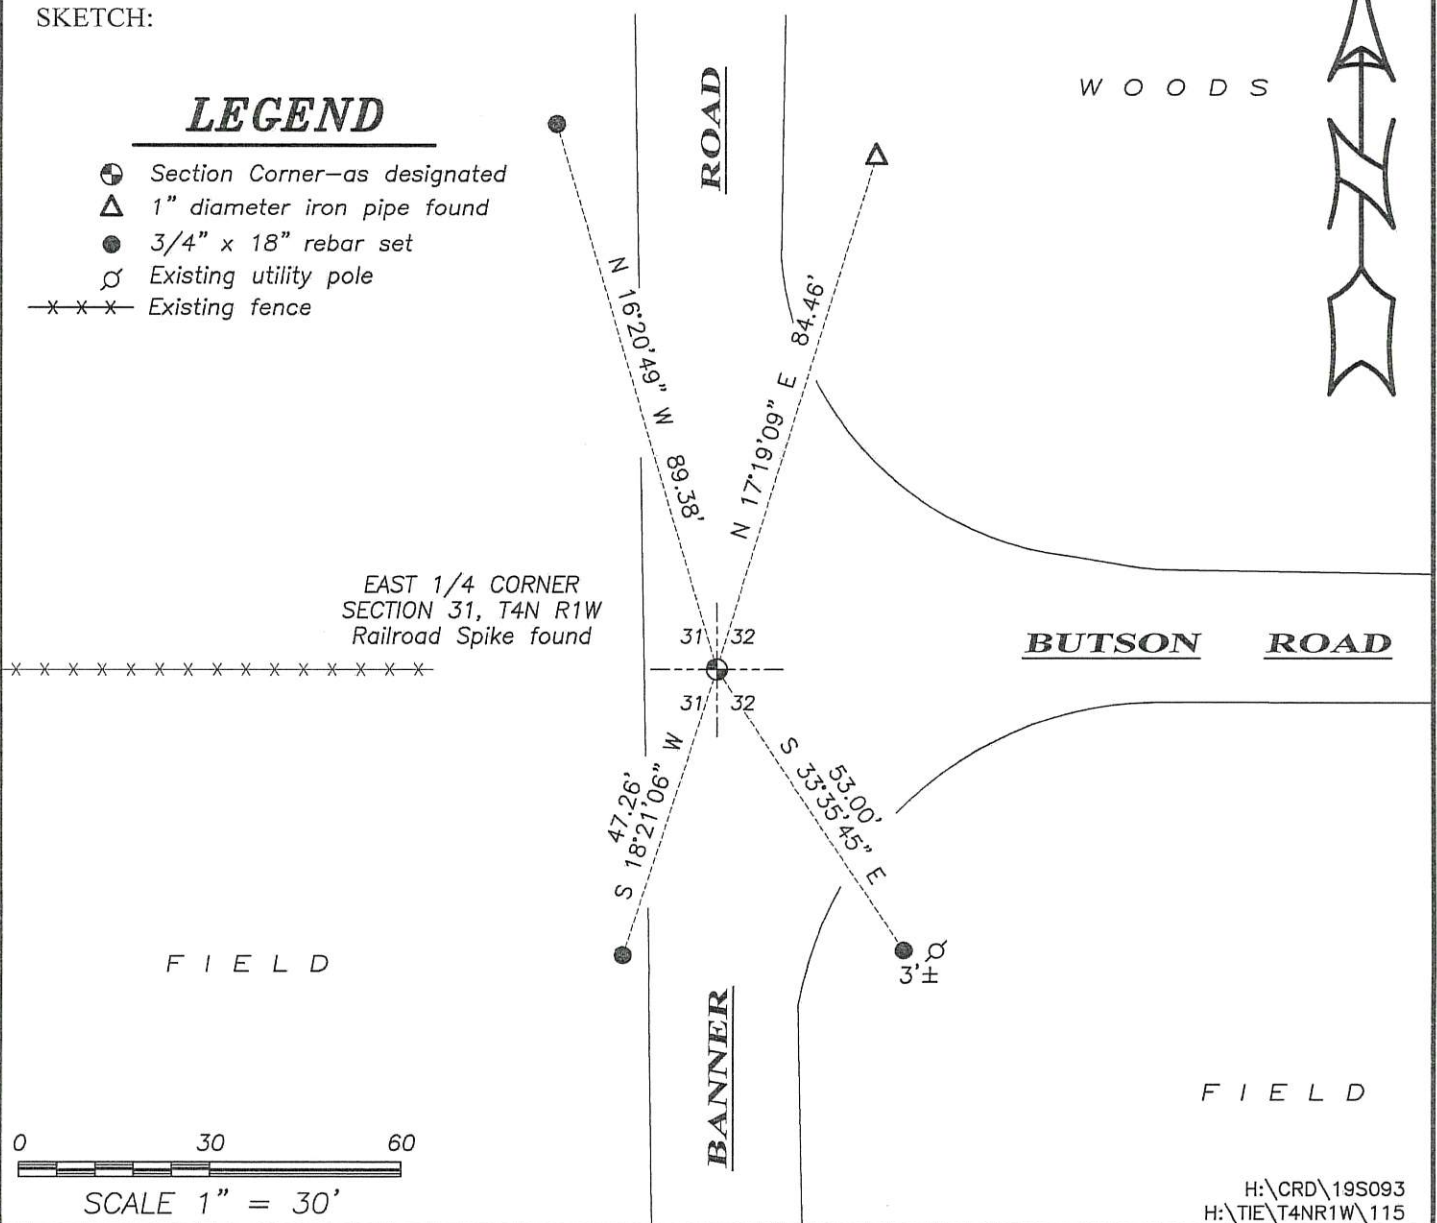 SKETCH:
LEGEND
Section Corner-as designated
1" diameter iron pipe found
3/4" x 18" rebar set
Existing utility pole
Existing fence
WOODS
ROAD
N
N 16°20'49" W 89.38'
N 17°19'09" E 84.46'
EAST 1/4 CORNER
SECTION 31, T4N R1W
Railroad Spike found
31 32
31 32
BUTSON ROAD
47.26'
S 18°21'06" W
53.00'
S 33°35'45" E
3'±
FIELD
BANNER
FIELD
0 30 60
SCALE 1" = 30'
H:\CRD\19S093
H:\TIE\T4NR1W\115